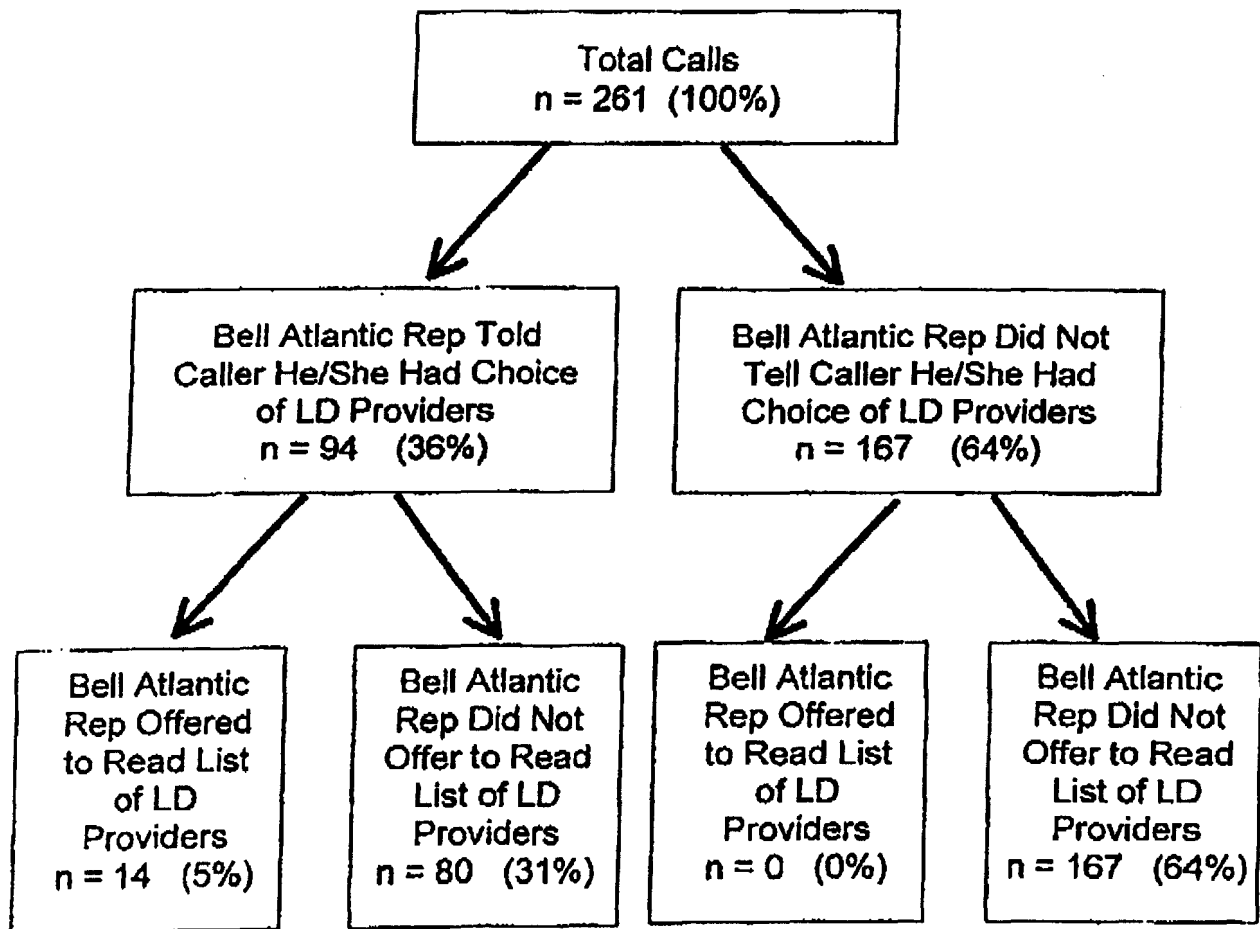 Total Calls
n = 261 (100%)
Bell Atlantic Rep Told
Caller He/She Had Choice
of LD Providers
n = 94 (36%)
Bell Atlantic Rep Did Not
Tell Caller He/She Had
Choice of LD Providers
n = 167 (64%)
Bell Atlantic
Rep Offered
to Read List
of LD
Providers
n = 14 (5%)
Bell Atlantic
Rep Did Not
Offer to Read
List of LD
Providers
n = 80 (31%)
Bell Atlantic
Rep Offered
to Read List
of LD
Providers
n = 0 (0%)
Bell Atlantic
Rep Did Not
Offer to Read
List of LD
Providers
n = 167 (64%)